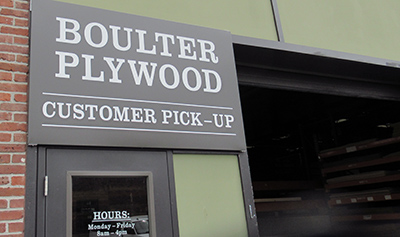 BOULTER
PLYWOOD
CUSTOMER PICK-UP
HOURS:
Monday - Friday
8am - 4pm